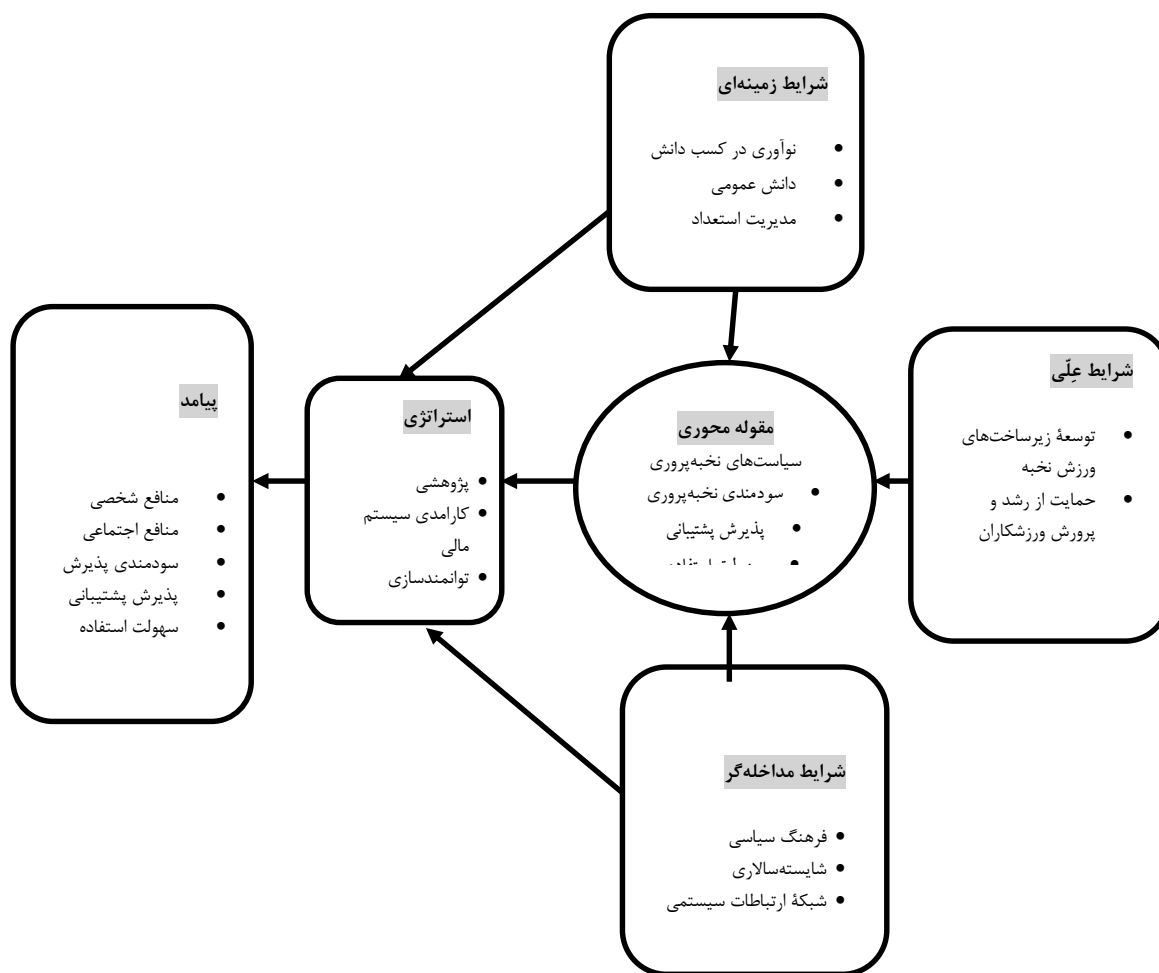 شرایط زمینه‌ای
نوآوری در کسب دانش
دانش عمومی
مدیریت استعداد
شرایط عِلّی
توسعهٔ زیرساخت‌های
ورزش نخبه
حمایت از رشد و
پرورش ورزشکاران
مقوله محوری
سیاست‌های نخبه‌پروری
سودمندی نخبه‌پروری
پذیرش پشتیبانی
استراتژی
پژوهشی
کارامدی سیستم
مالی
توانمندسازی
پیامد
منافع شخصی
منافع اجتماعی
سودمندی پذیرش
پذیرش پشتیبانی
سهولت استفاده
شرایط مداخله‌گر
فرهنگ سیاسی
شایسته‌سالاری
شبکهٔ ارتباطات سیستمی